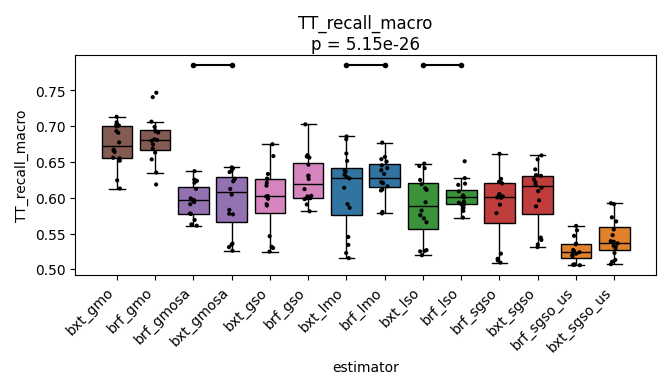 TT_recall_macro
p = 5.15e-26
TT_recall_macro
0.75
0.70
0.65
0.60
0.55
0.50
bxt_gmo
brf_gmo
brf_gmosa
bxt_gmosa
bxt_gso
brf_gso
bxt_lmo
brf_lmo
bxt_lso
brf_lso
brf_sgso
bxt_sgso
brf_sgso_us
bxt_sgso_us
estimator